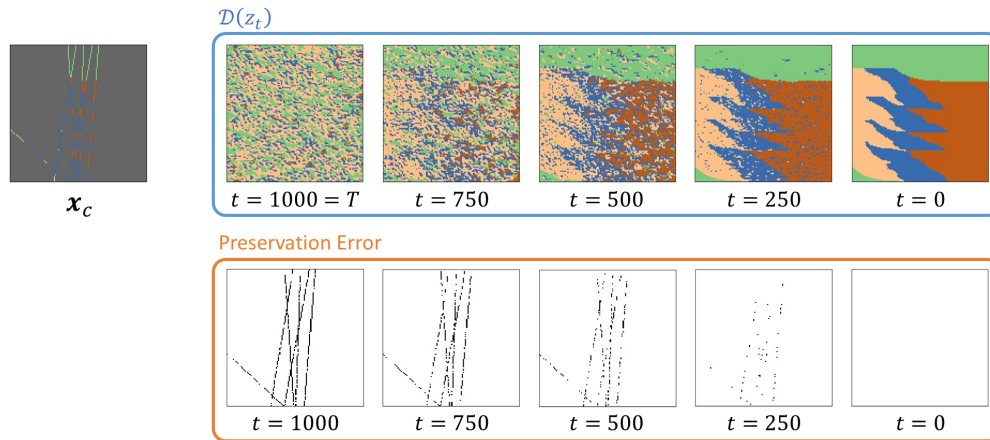 𝒟(z_t)
x_c
t = 1000 = T
t = 750
t = 500
t = 250
t = 0
Preservation Error
t = 1000
t = 750
t = 500
t = 250
t = 0